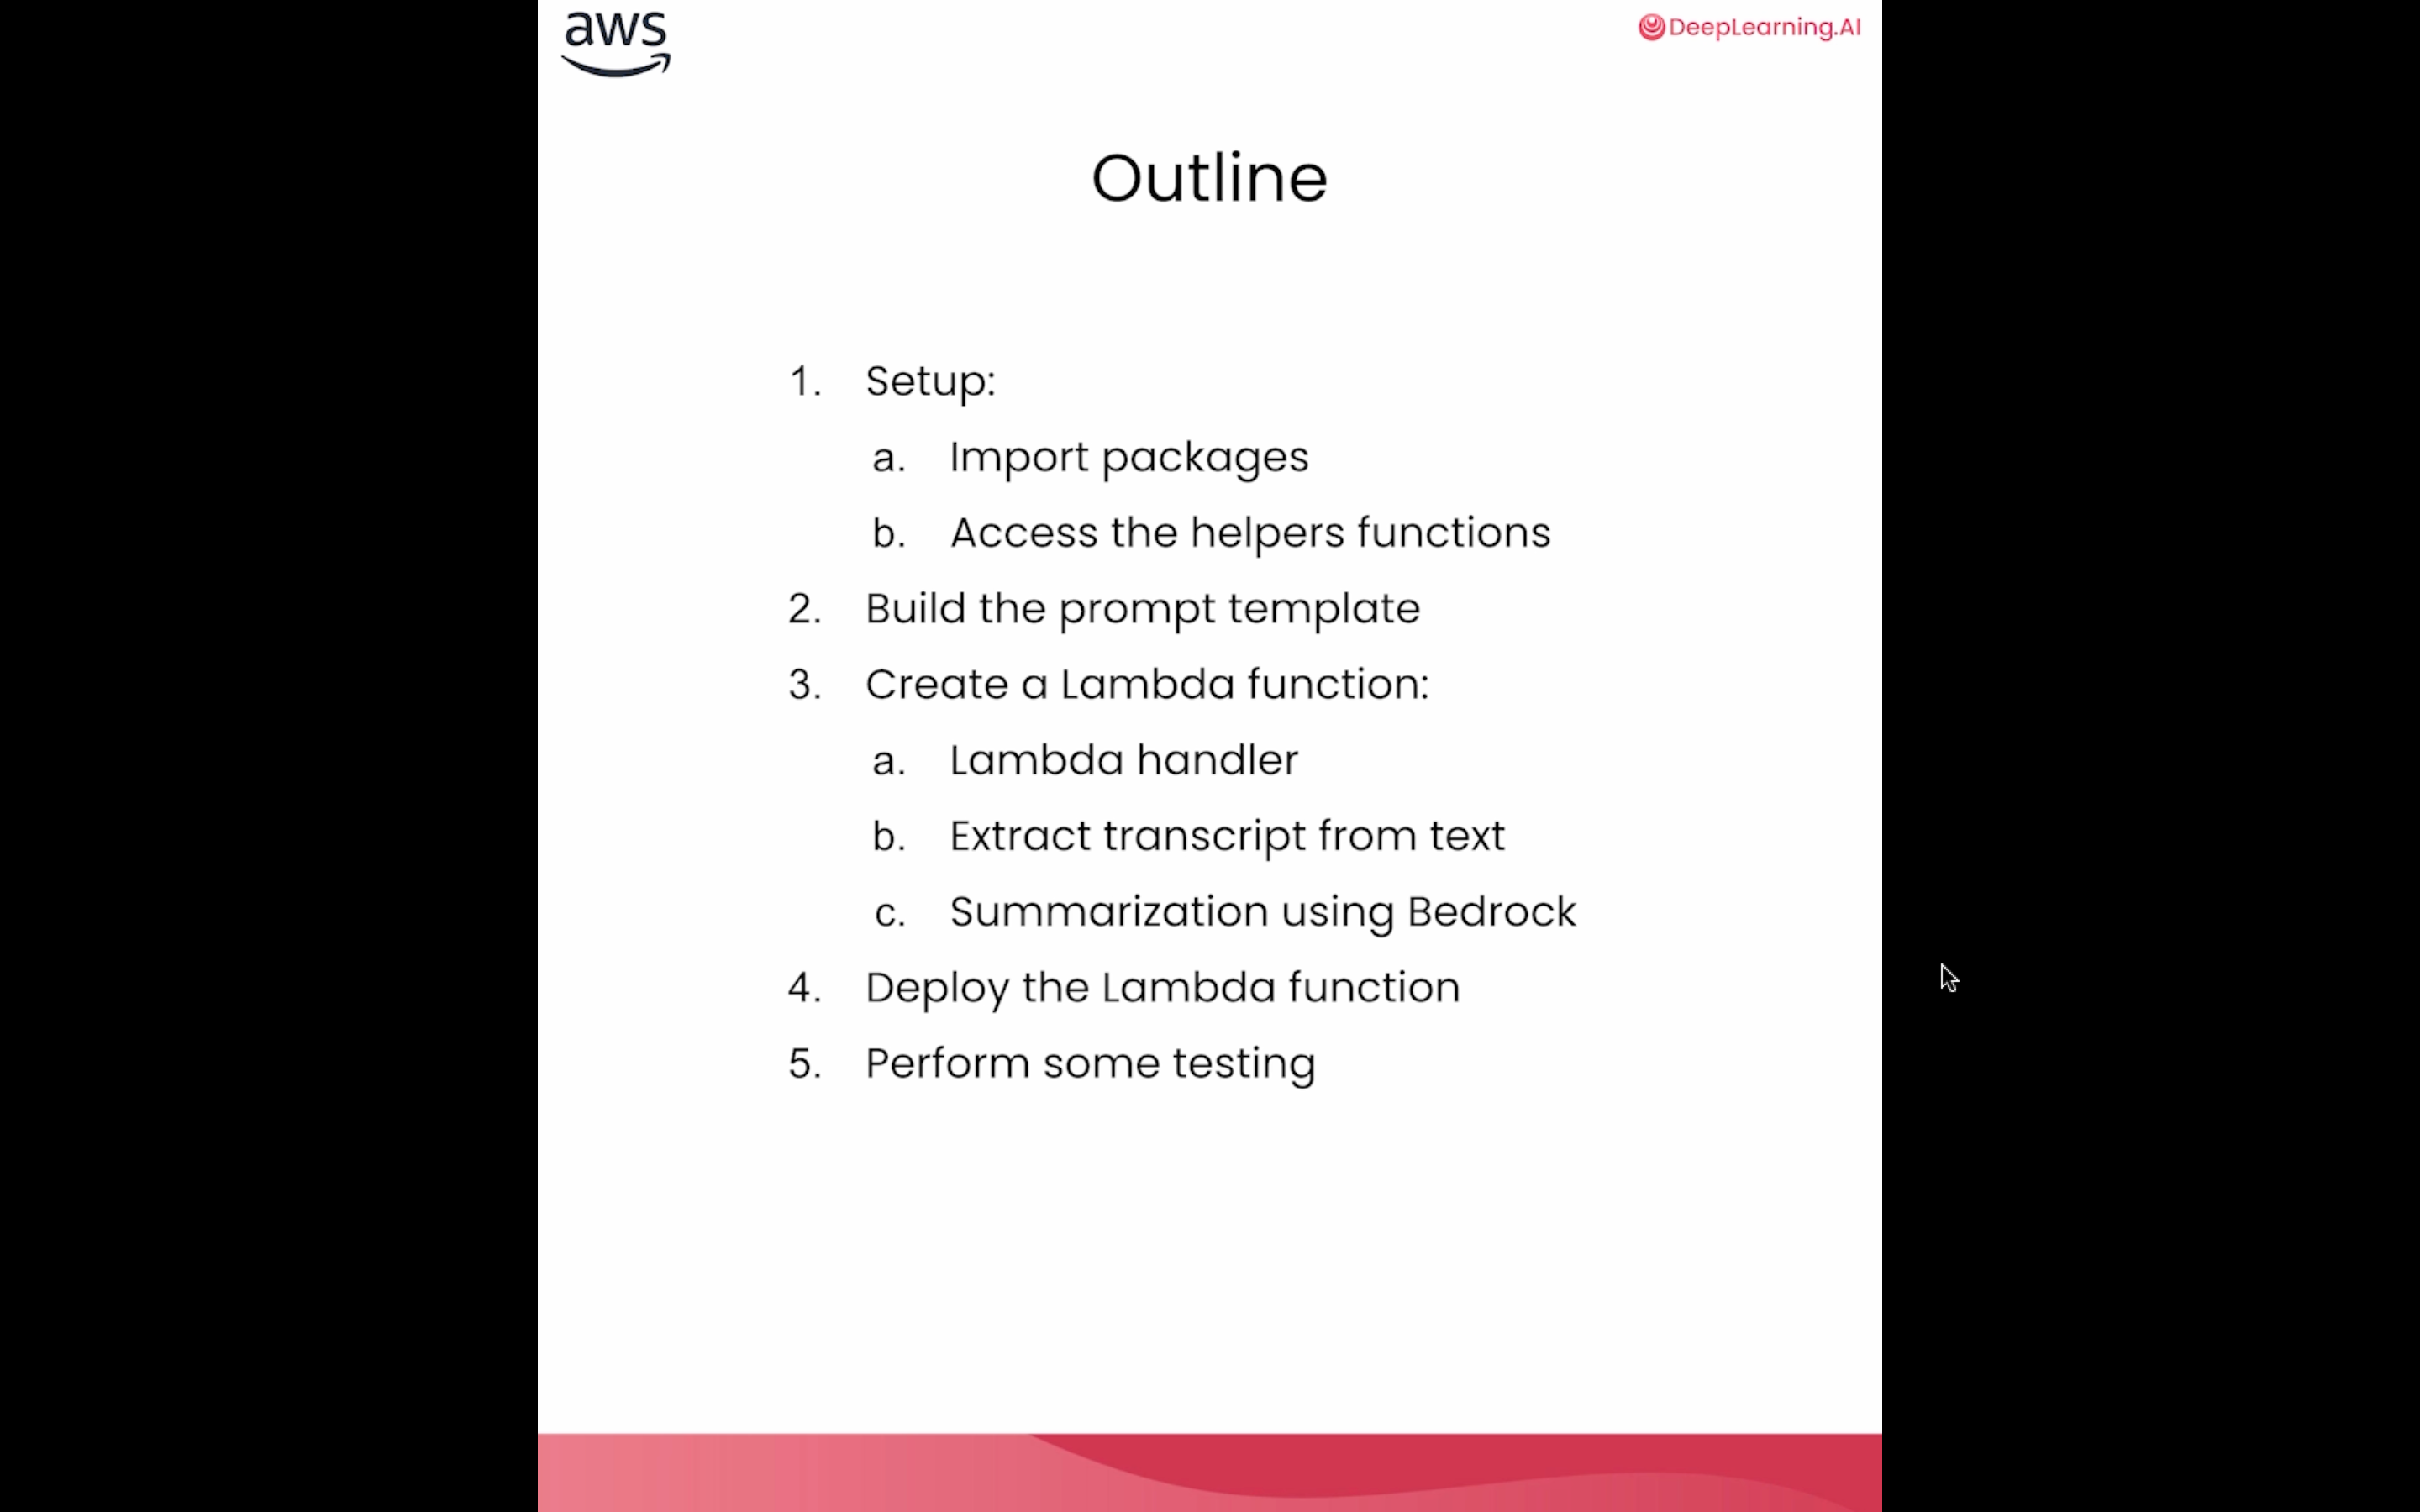 aws
DeepLearning.AI
Outline
1. Setup:
a. Import packages
b. Access the helpers functions
2. Build the prompt template
3. Create a Lambda function:
a. Lambda handler
b. Extract transcript from text
c. Summarization using Bedrock
4. Deploy the Lambda function
5. Perform some testing